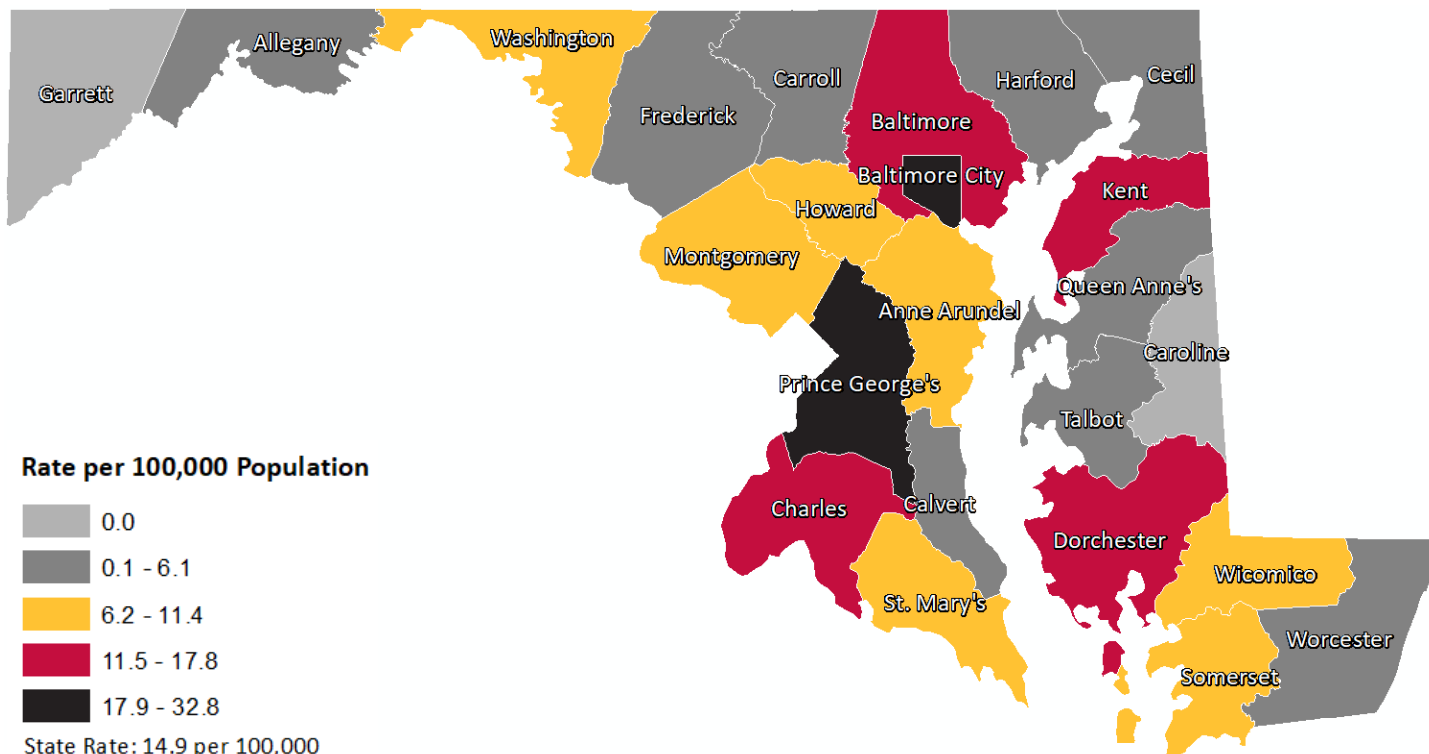 Garrett
Allegany
Washington
Frederick
Carroll
Baltimore
Harford
Cecil
Baltimore City
Kent
Howard
Montgomery
Anne Arundel
Queen Anne's
Caroline
Prince George's
Talbot
Charles
Calvert
Dorchester
St. Mary's
Wicomico
Worcester
Somerset
Rate per 100,000 Population
0.0
0.1 - 6.1
6.2 - 11.4
11.5 - 17.8
17.9 - 32.8
State Rate: 14.9 per 100,000